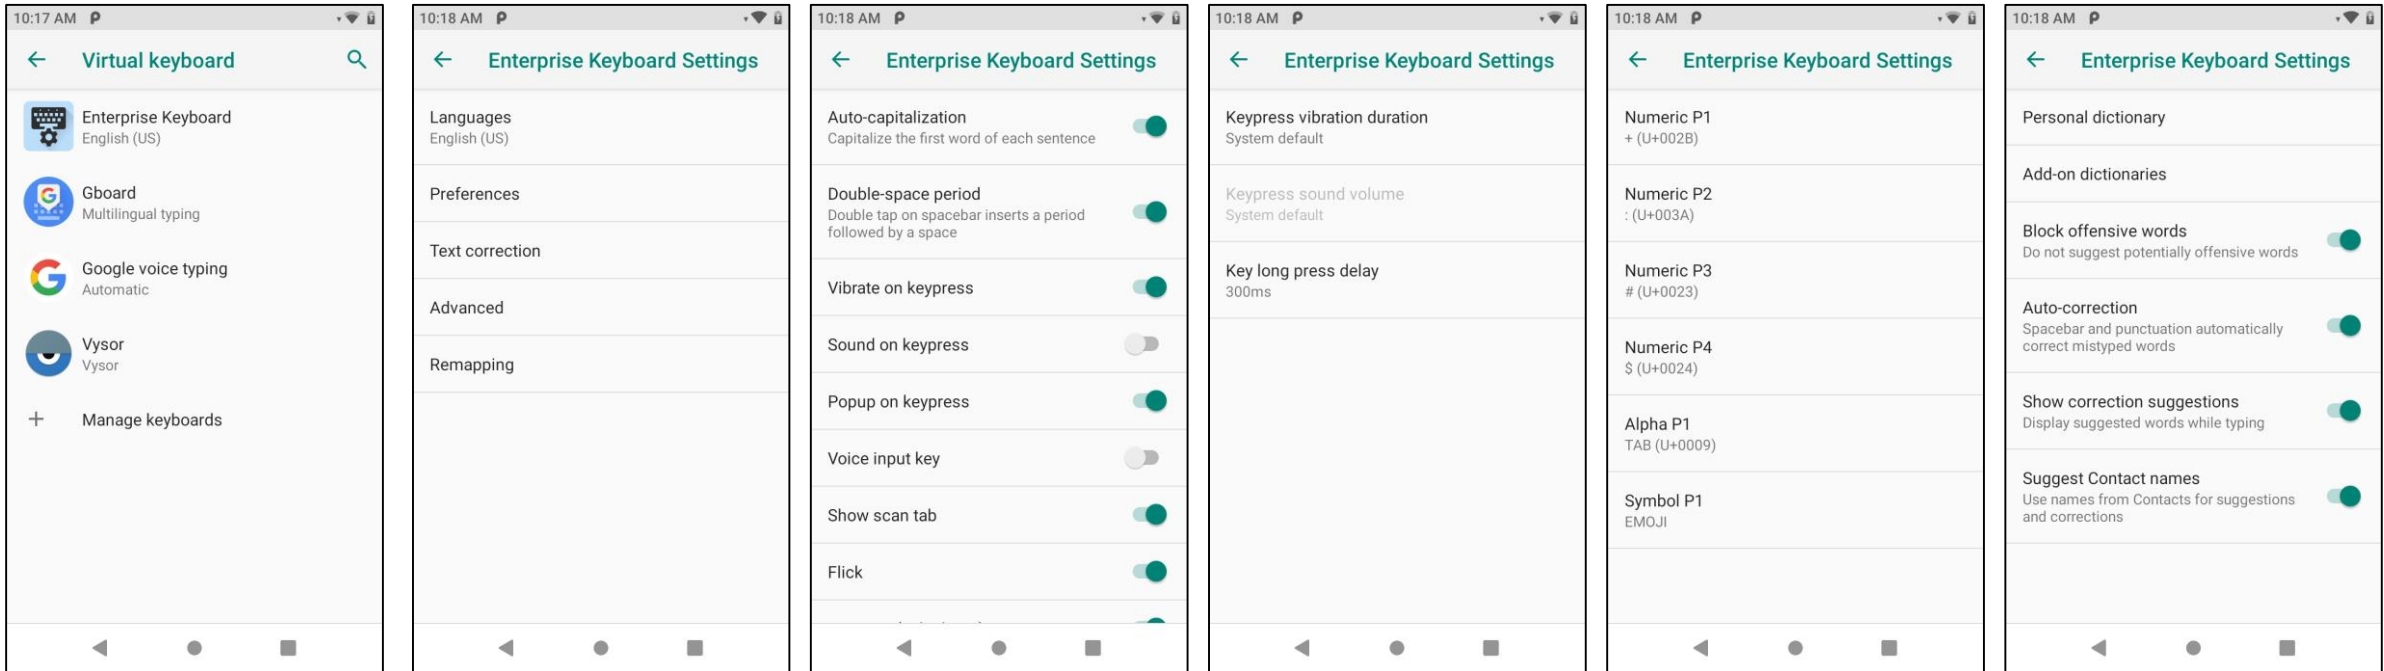 10:17 AM
Virtual keyboard
Enterprise Keyboard
English (US)
Gboard
Multilingual typing
Google voice typing
Automatic
Vysor
Vysor
Manage keyboards
10:18 AM
Enterprise Keyboard Settings
Languages
English (US)
Preferences
Text correction
Advanced
Remapping
10:18 AM
Enterprise Keyboard Settings
Auto-capitalization
Capitalize the first word of each sentence
Double-space period
Double tap on spacebar inserts a period
followed by a space
Vibrate on keypress
Sound on keypress
Popup on keypress
Voice input key
Show scan tab
Flick
10:18 AM
Enterprise Keyboard Settings
Keypress vibration duration
System default
Keypress sound volume
System default
Key long press delay
300ms
10:18 AM
Enterprise Keyboard Settings
Numeric P1
+ (U+002B)
Numeric P2
: (U+003A)
Numeric P3
# (U+0023)
Numeric P4
$ (U+0024)
Alpha P1
TAB (U+0009)
Symbol P1
EMOJI
10:18 AM
Enterprise Keyboard Settings
Personal dictionary
Add-on dictionaries
Block offensive words
Do not suggest potentially offensive words
Auto-correction
Spacebar and punctuation automatically
correct mistyped words
Show correction suggestions
Display suggested words while typing
Suggest Contact names
Use names from Contacts for suggestions
and corrections